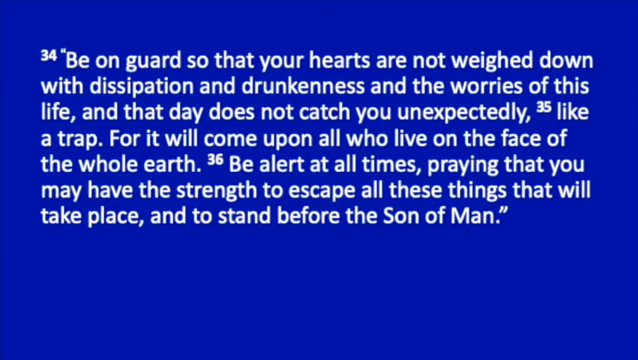 34 “Be on guard so that your hearts are not weighed down
with dissipation and drunkenness and the worries of this
life, and that day does not catch you unexpectedly, 35 like
a trap. For it will come upon all who live on the face of
the whole earth. 36 Be alert at all times, praying that you
may have the strength to escape all these things that will
take place, and to stand before the Son of Man.”